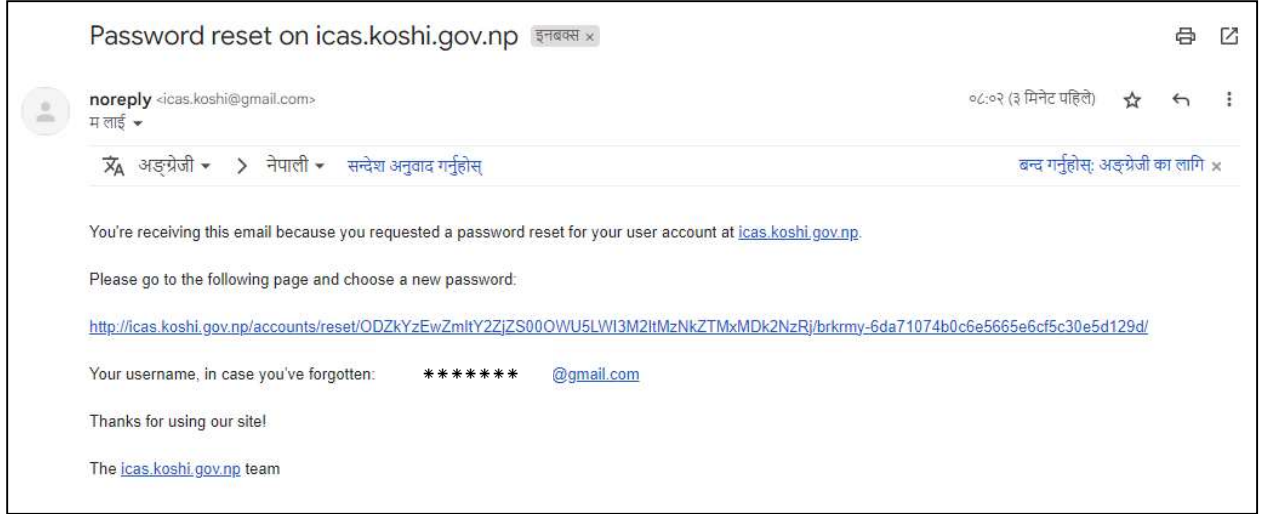 Password reset on icas.koshi.gov.np इनबक्स ×
noreply <icas.koshi@gmail.com>
०८:०२ (३ मिनेट पहिले)
म लाई
अङ्ग्रेजी > नेपाली सन्देश अनुवाद गर्नुहोस् बन्द गर्नुहोस्: अङ्ग्रेजी का लागि ×
You're receiving this email because you requested a password reset for your user account at icas.koshi.gov.np.
Please go to the following page and choose a new password:
http://icas.koshi.gov.np/accounts/reset/ODZkYzEwZmItY2ZjZS00OWU5LWI3M2ItMzNkZTMxMDk2NzRj/brkrmy-6da71074b0c6e5665e6cf5c30e5d129d/
Your username, in case you've forgotten: ******* @gmail.com
Thanks for using our site!
The icas.koshi.gov.np team